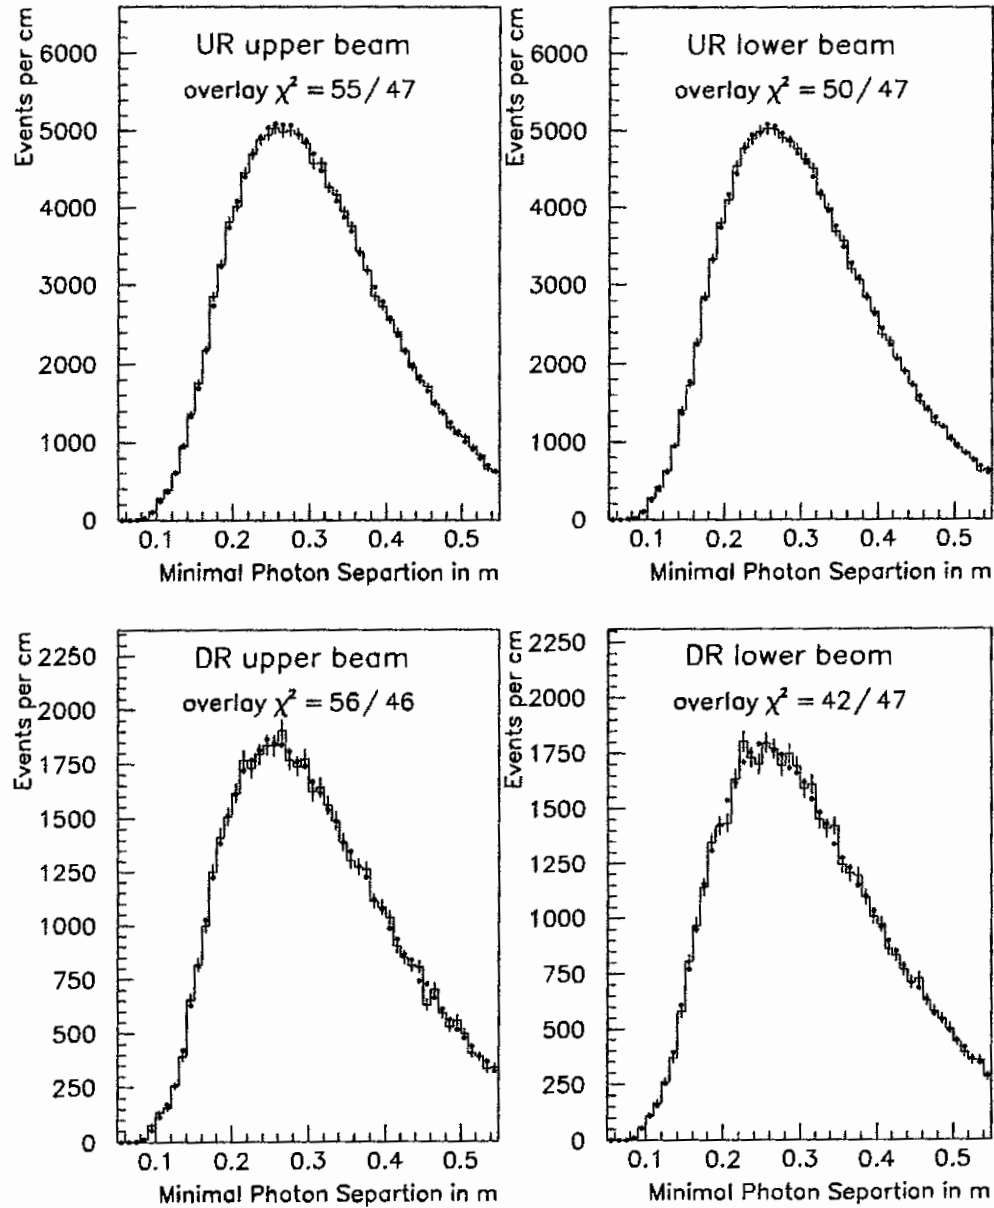 Events per cm
6000
5000
4000
3000
2000
1000
0
UR upper beam
overlay χ² = 55/47
0.1 0.2 0.3 0.4 0.5
Minimal Photon Separtion in m
Events per cm
6000
5000
4000
3000
2000
1000
0
UR lower beam
overlay χ² = 50/47
0.1 0.2 0.3 0.4 0.5
Minimal Photon Separtion in m
Events per cm
2250
2000
1750
1500
1250
1000
750
500
250
0
DR upper beam
overlay χ² = 56/46
0.1 0.2 0.3 0.4 0.5
Minimal Photon Separtion in m
Events per cm
2250
2000
1750
1500
1250
1000
750
500
250
0
DR lower beom
overlay χ² = 42/47
0.1 0.2 0.3 0.4 0.5
Minimal Photon Separtion in m